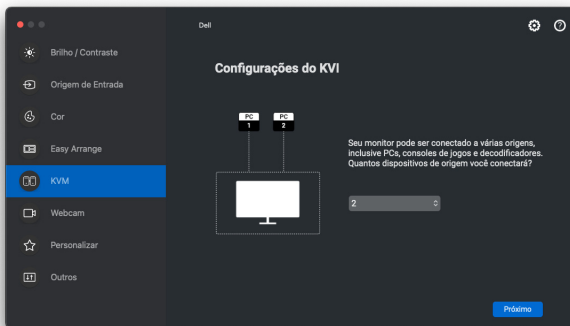 Dell
Brilho / Contraste
Origem de Entrada
Cor
Easy Arrange
KVM
Webcam
Personalizar
Outros
Configurações do KVI
PC
1
PC
2
Seu monitor pode ser conectado a várias origens,
inclusive PCs, consoles de jogos e decodificadores.
Quantos dispositivos de origem você conectará?
2
Próximo